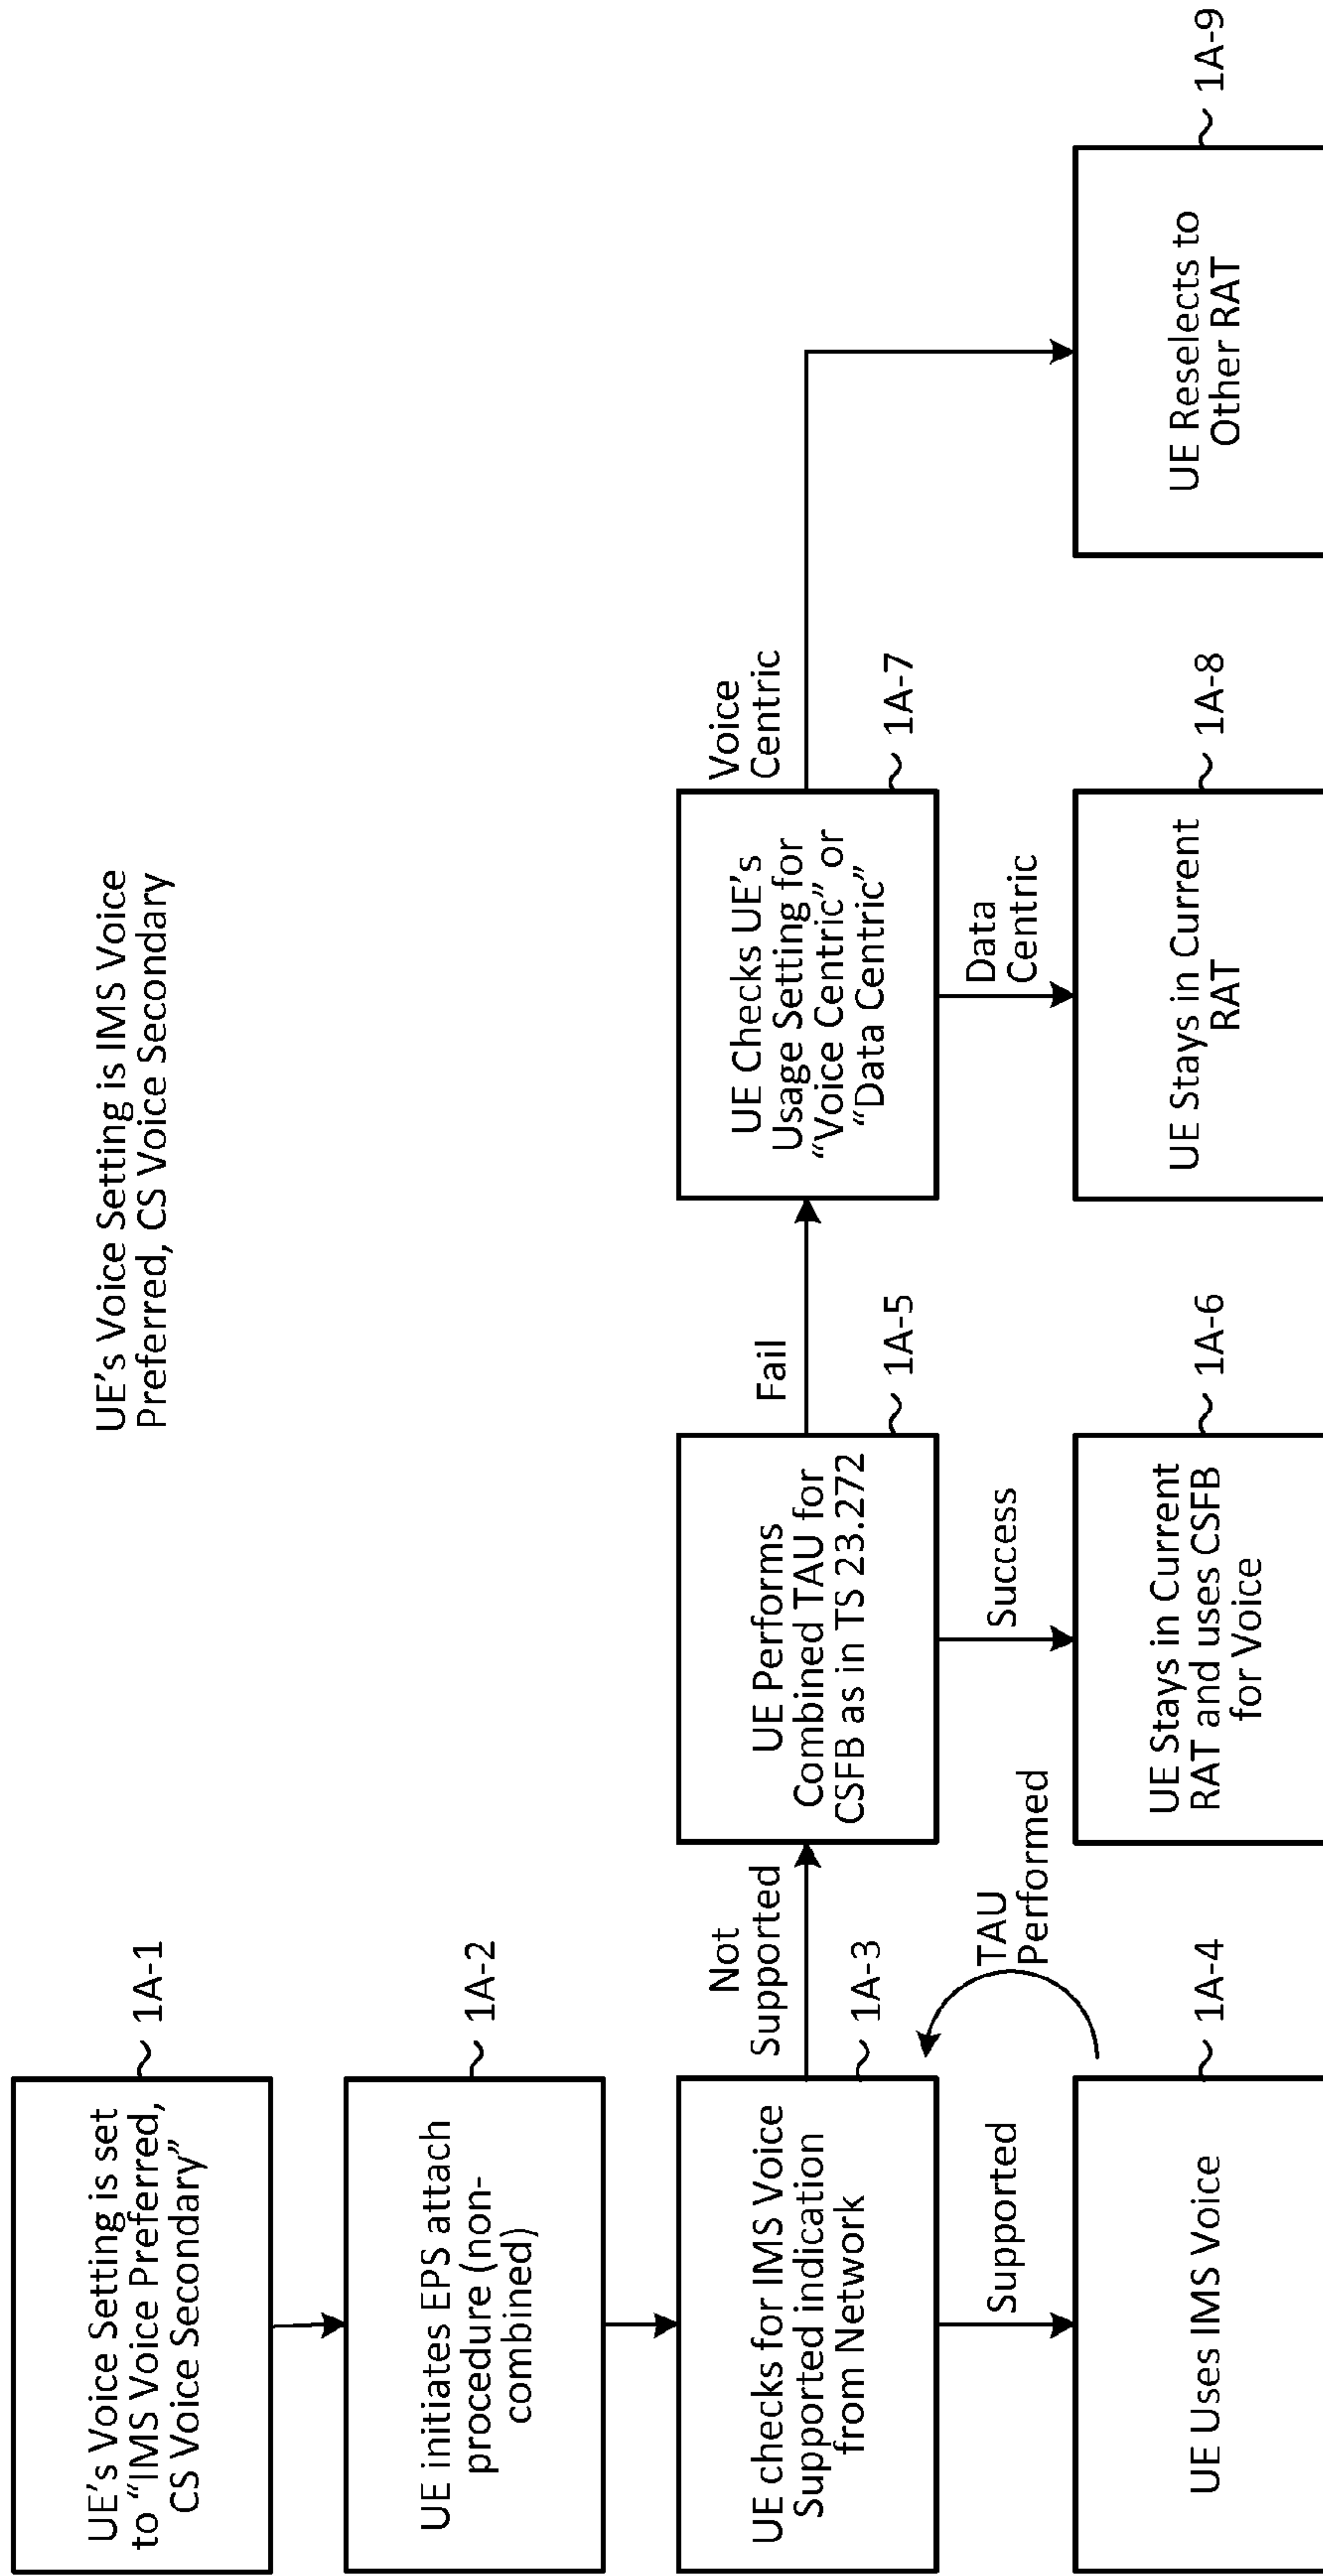 UE's Voice Setting is IMS Voice
Preferred, CS Voice Secondary
UE's Voice Setting is set
to “IMS Voice Preferred,
CS Voice Secondary”
1A-1
UE initiates EPS attach
procedure (non-
combined)
1A-2
UE checks for IMS Voice
Supported indication
from Network
1A-3
Not
Supported
Supported
TAU
Performed
UE Uses IMS Voice
1A-4
UE Performs
Combined TAU for
CSFB as in TS 23.272
1A-5
Fail
Success
UE Stays in Current
RAT and uses CSFB
for Voice
1A-6
UE Checks UE's
Usage Setting for
“Voice Centric” or
“Data Centric”
1A-7
Voice
Centric
Data
Centric
UE Stays in Current
RAT
1A-8
UE Reselects to
Other RAT
1A-9